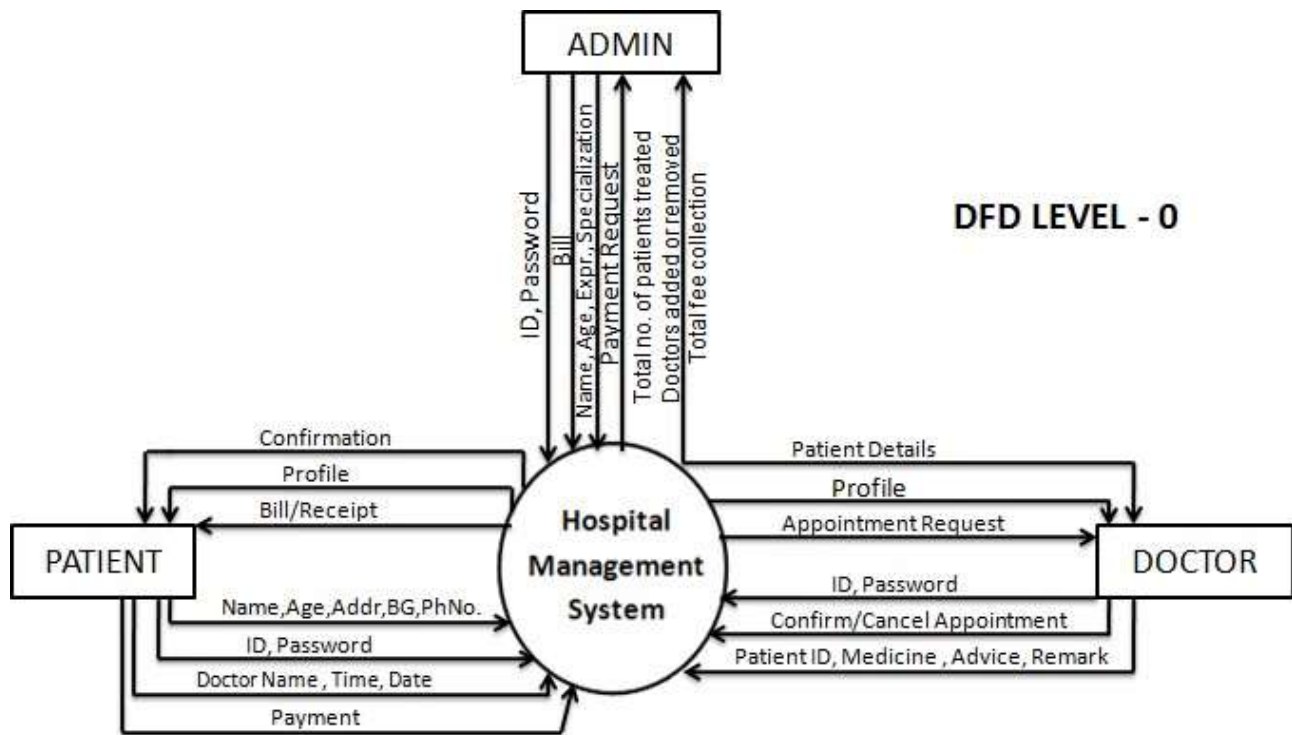 ADMIN
ID, Password
Bill
Name, Age, Expr., Specialization
Payment Request
Total no. of patients treated
Doctors added or removed
Total fee collection
DFD LEVEL - 0
Confirmation
Profile
Bill/Receipt
PATIENT
Name,Age,Addr,BG,PhNo.
ID, Password
Doctor Name , Time, Date
Payment
Hospital
Management
System
Patient Details
Profile
Appointment Request
DOCTOR
ID, Password
Confirm/Cancel Appointment
Patient ID, Medicine , Advice, Remark